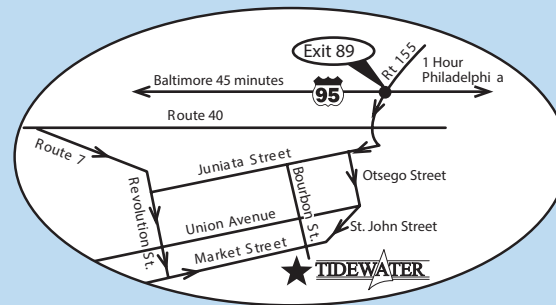 Exit 89
Rt 155
1 Hour
Philadelphi a
Baltimore 45 minutes
95
Route 40
Route 7
Juniata Street
Otsego Street
Revolution St.
Bourbon St.
Union Avenue
St. John Street
Market Street
TIDEWATER